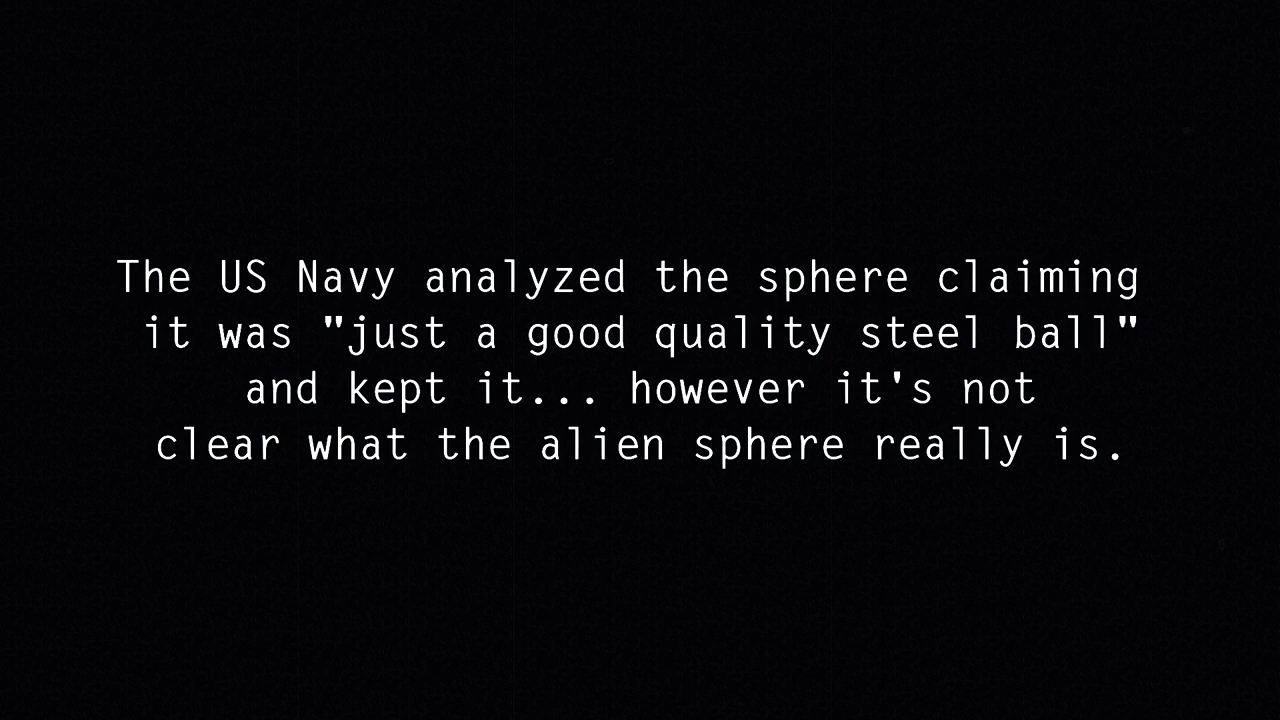 The US Navy analyzed the sphere claiming
it was "just a good quality steel ball"
and kept it... however it's not
clear what the alien sphere really is.